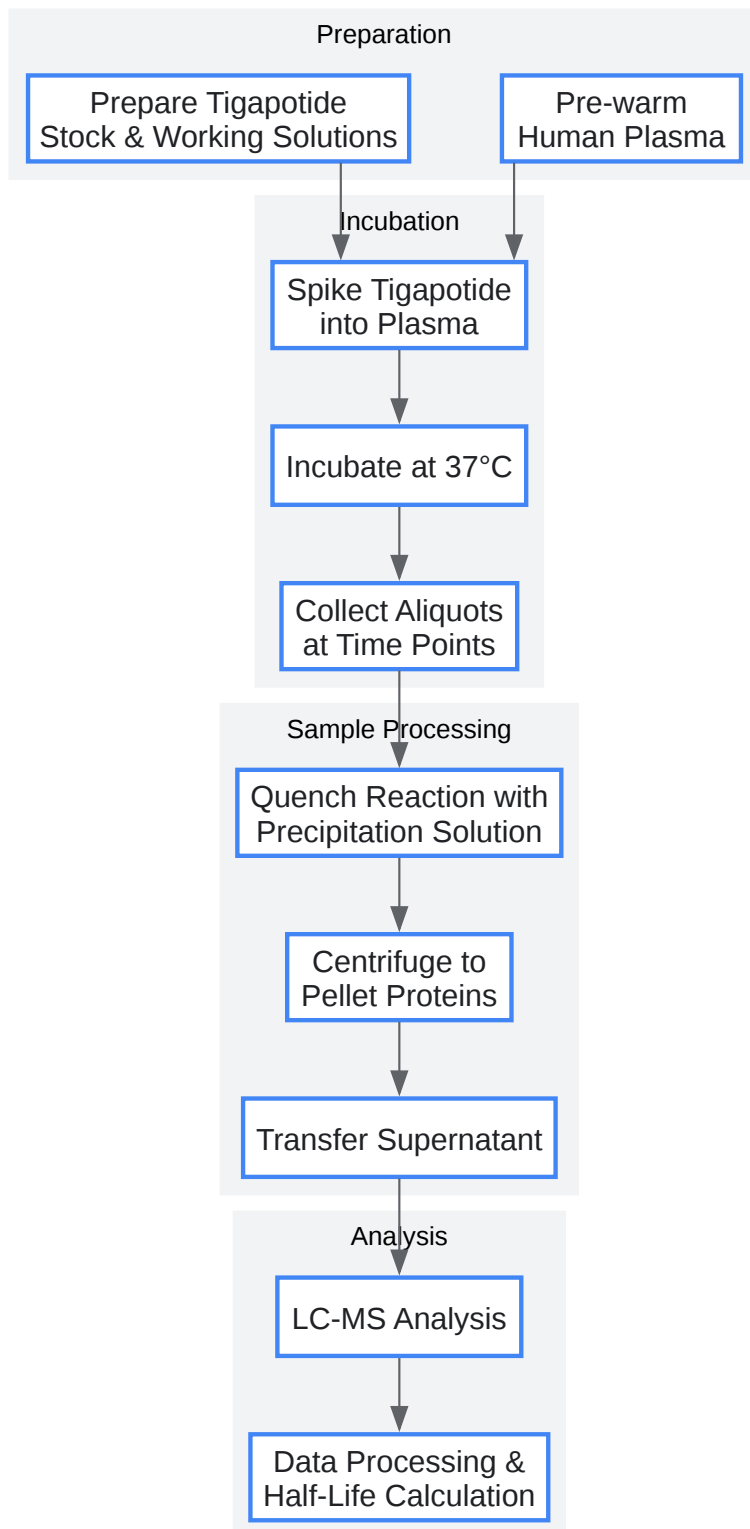 Preparation
Prepare Tigapotide
Stock & Working Solutions
Pre-warm
Human Plasma
Incubation
Spike Tigapotide
into Plasma
Incubate at 37°C
Collect Aliquots
at Time Points
Sample Processing
Quench Reaction with
Precipitation Solution
Centrifuge to
Pellet Proteins
Transfer Supernatant
Analysis
LC-MS Analysis
Data Processing &
Half-Life Calculation